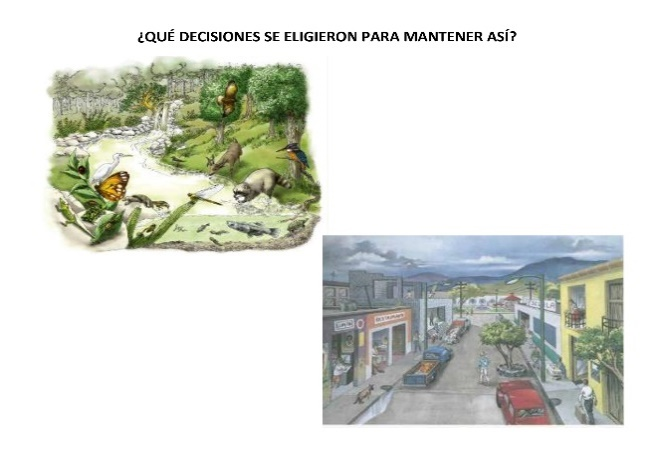 ¿QUÉ DECISIONES SE ELIGIERON PARA MANTENER ASÍ?